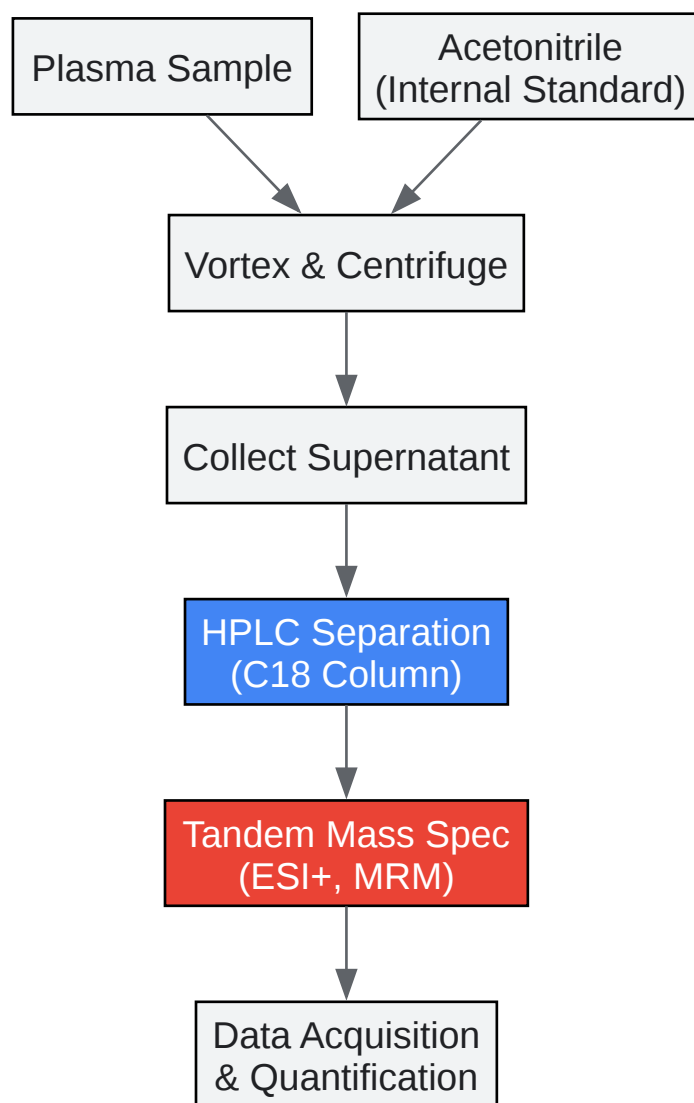 Plasma Sample
Acetonitrile
(Internal Standard)
Vortex & Centrifuge
Collect Supernatant
HPLC Separation
(C18 Column)
Tandem Mass Spec
(ESI+, MRM)
Data Acquisition
& Quantification